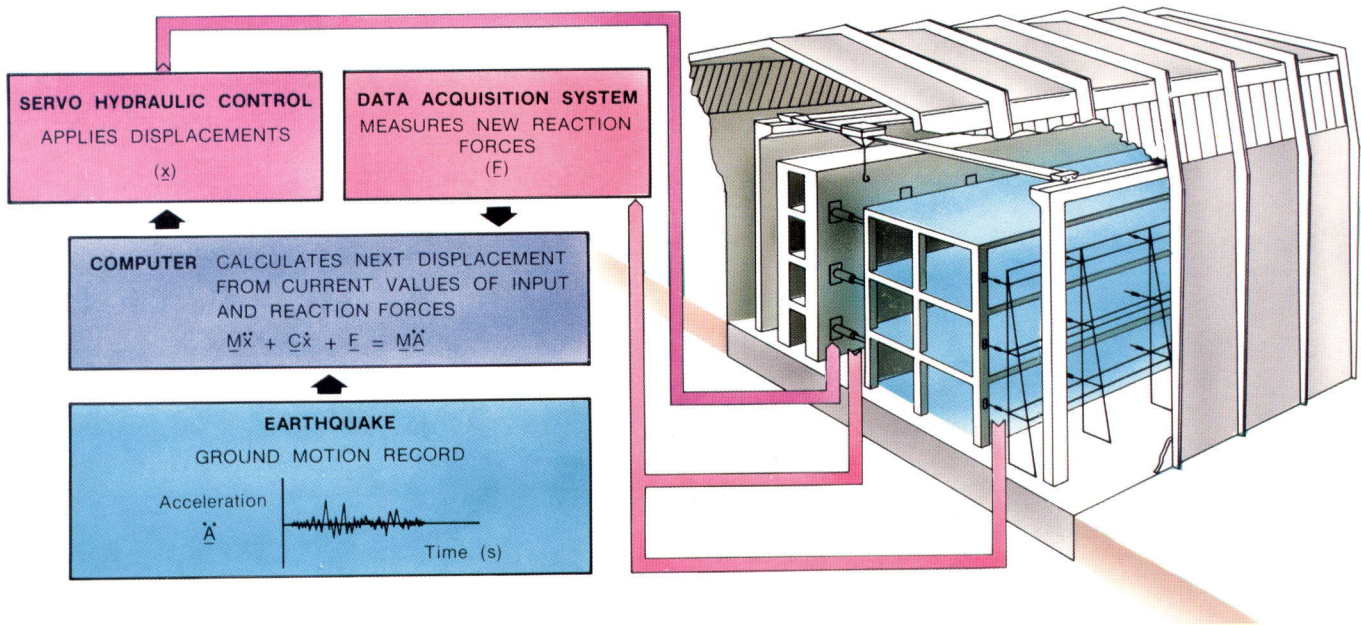 SERVO HYDRAULIC CONTROL
APPLIES DISPLACEMENTS
(x)
DATA ACQUISITION SYSTEM
MEASURES NEW REACTION
FORCES
(F)
COMPUTER CALCULATES NEXT DISPLACEMENT
FROM CURRENT VALUES OF INPUT
AND REACTION FORCES
Mẍ + Cẋ + F = MÄ
EARTHQUAKE
GROUND MOTION RECORD
Acceleration
Ä
Time (s)